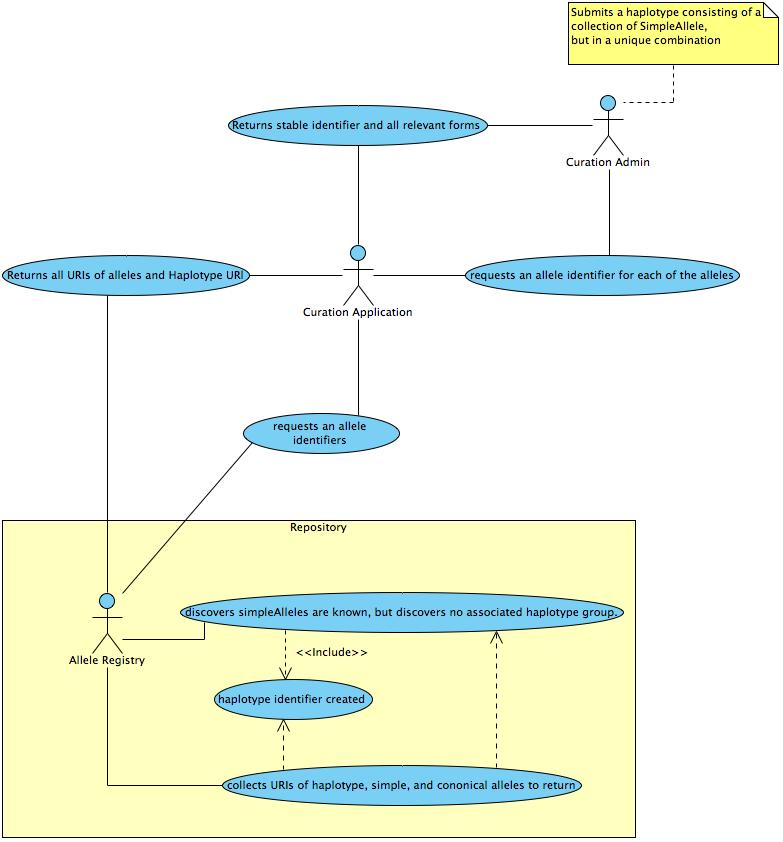 Submits a haplotype consisting of a
collection of SimpleAllele,
but in a unique combination
Returns stable identifier and all relevant forms
Curation Admin
Returns all URIs of alleles and Haplotype URI
requests an allele identifier for each of the alleles
Curation Application
requests an allele
identifiers
Repository
discovers simpleAlleles are known, but discovers no associated haplotype group.
<<Include>>
Allele Registry
haplotype identifier created
collects URIs of haplotype, simple, and cononical alleles to return